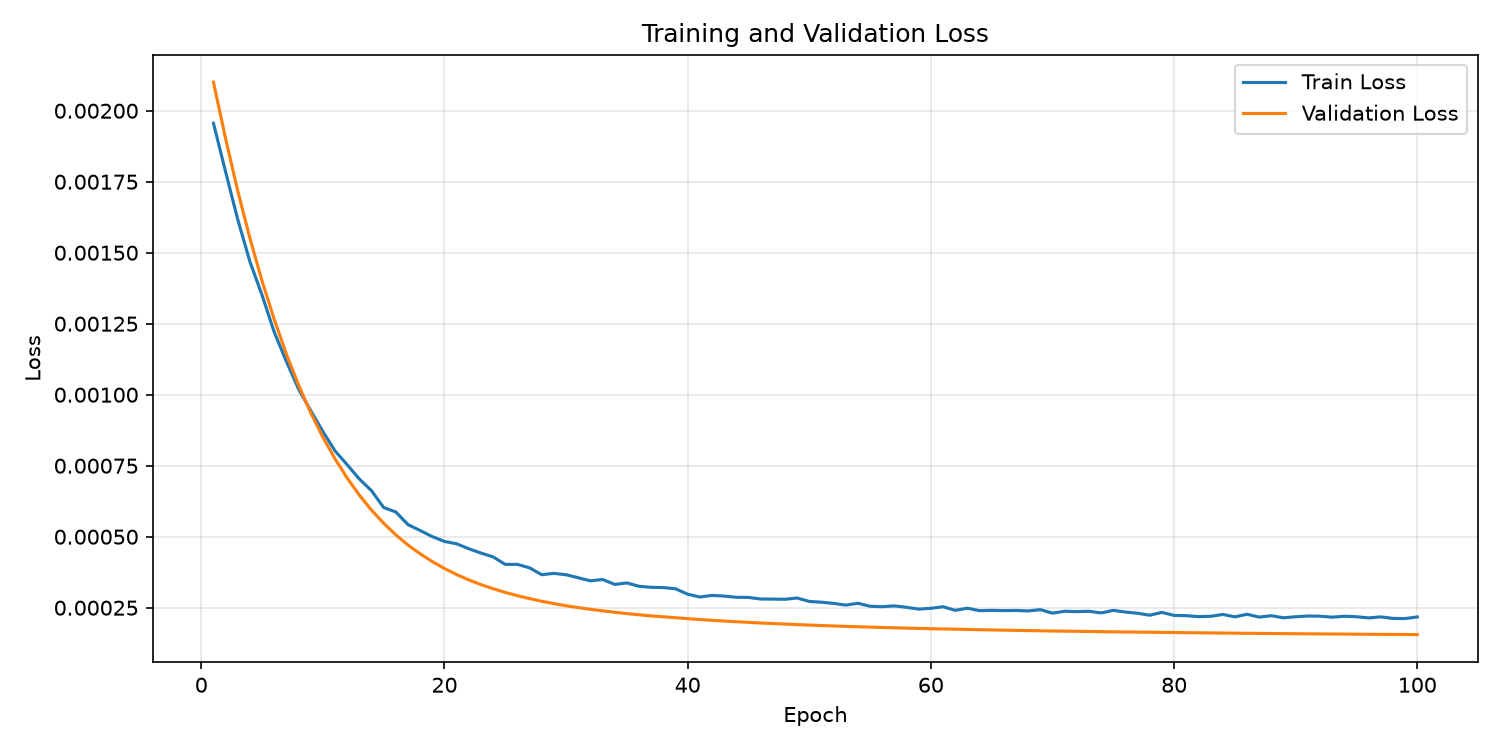 Training and Validation Loss
Train Loss
Validation Loss
0.00200
0.00175
0.00150
0.00125
0.00100
0.00075
0.00050
0.00025
Loss
0 20 40 60 80 100
Epoch